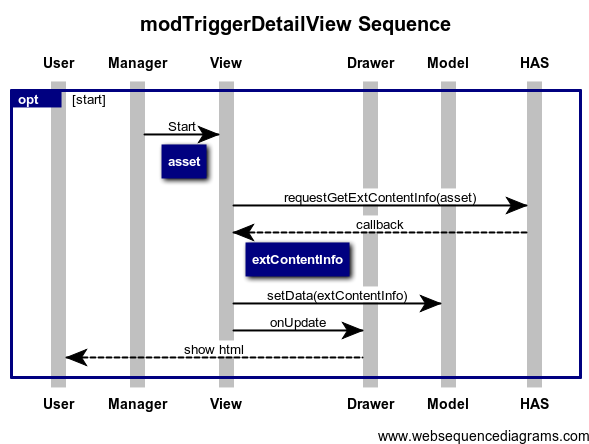 modTriggerDetailView Sequence
User Manager View Drawer Model HAS
opt [start]
Start
asset
requestGetExtContentInfo(asset)
callback
extContentInfo
setData(extContentInfo)
onUpdate
show html
User Manager View Drawer Model HAS
www.websequencediagrams.com